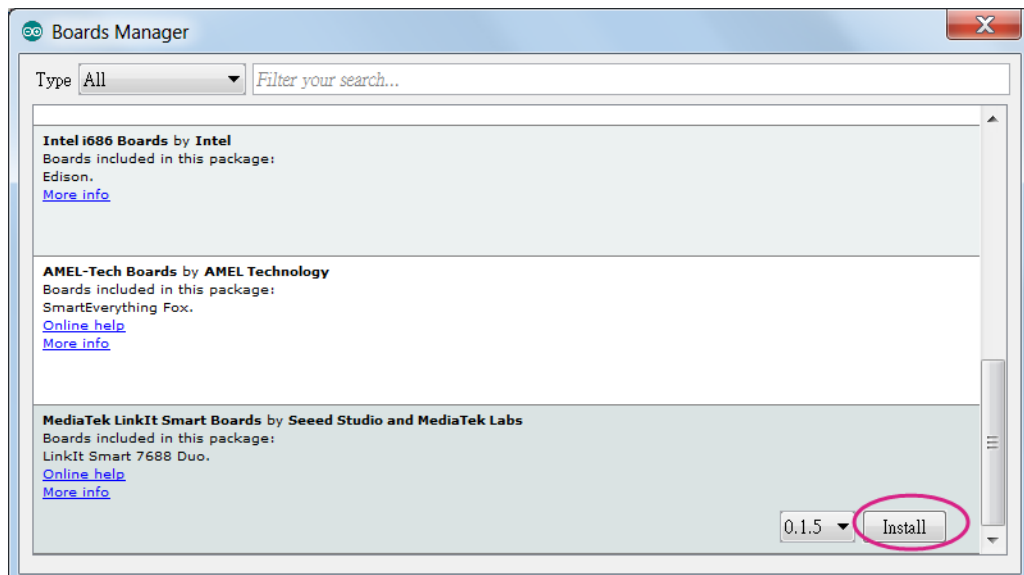 Boards Manager
Type All Filter your search...
Intel i686 Boards by Intel
Boards included in this package:
Edison.
More info
AMEL-Tech Boards by AMEL Technology
Boards included in this package:
SmartEverything Fox.
Online help
More info
MediaTek LinkIt Smart Boards by Seeed Studio and MediaTek Labs
Boards included in this package:
LinkIt Smart 7688 Duo.
Online help
More info
0.1.5 Install